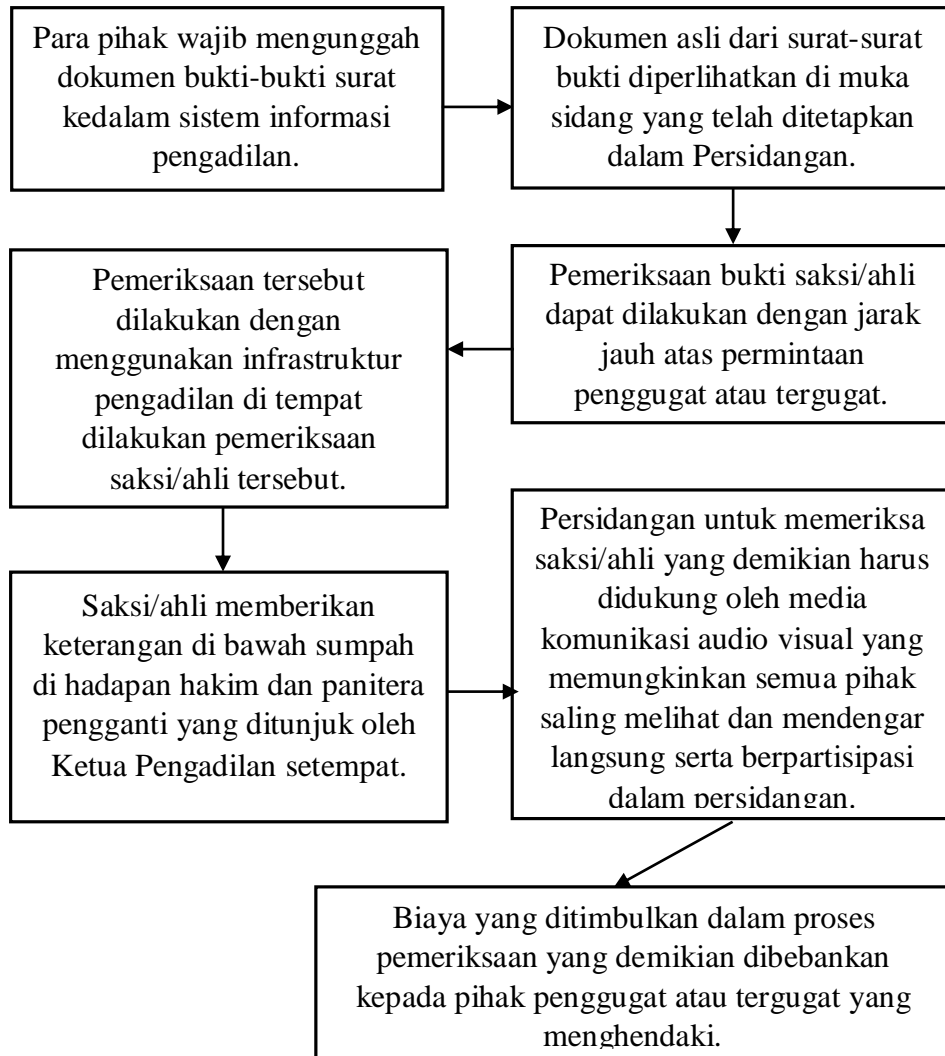 Para pihak wajib mengunggah
dokumen bukti-bukti surat
kedalam sistem informasi
pengadilan.
Dokumen asli dari surat-surat
bukti diperlihatkan di muka
sidang yang telah ditetapkan
dalam Persidangan.
Pemeriksaan bukti saksi/ahli
dapat dilakukan dengan jarak
jauh atas permintaan
penggugat atau tergugat.
Pemeriksaan tersebut
dilakukan dengan
menggunakan infrastruktur
pengadilan di tempat
dilakukan pemeriksaan
saksi/ahli tersebut.
Saksi/ahli memberikan
keterangan di bawah sumpah
di hadapan hakim dan panitera
pengganti yang ditunjuk oleh
Ketua Pengadilan setempat.
Persidangan untuk memeriksa
saksi/ahli yang demikian harus
didukung oleh media
komunikasi audio visual yang
memungkinkan semua pihak
saling melihat dan mendengar
langsung serta berpartisipasi
dalam persidangan.
Biaya yang ditimbulkan dalam proses
pemeriksaan yang demikian dibebankan
kepada pihak penggugat atau tergugat yang
menghendaki.